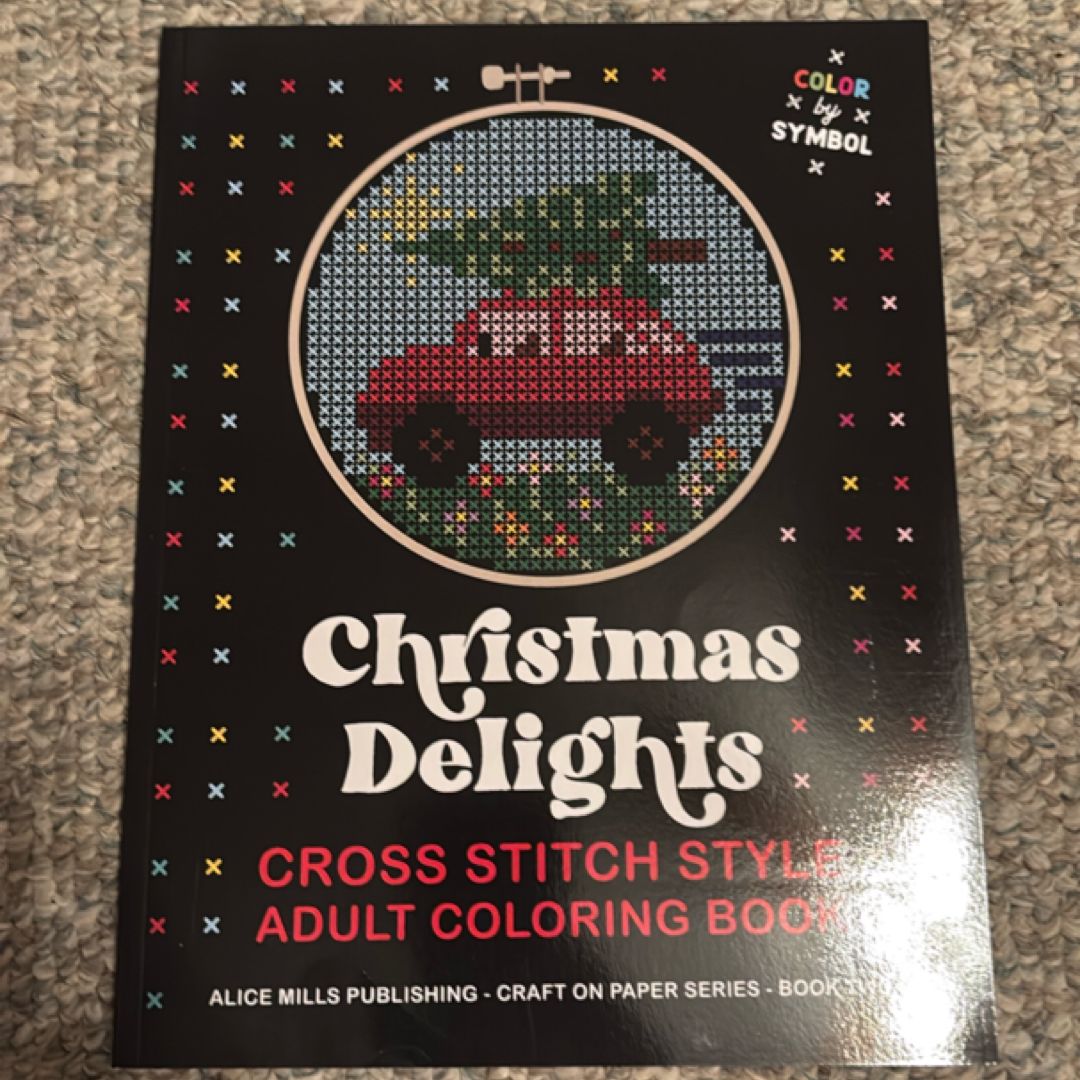 COLOR
by
SYMBOL
Christmas
Delights
CROSS STITCH STYLE
ADULT COLORING BOOK
ALICE MILLS PUBLISHING - CRAFT ON PAPER SERIES - BOOK TWO